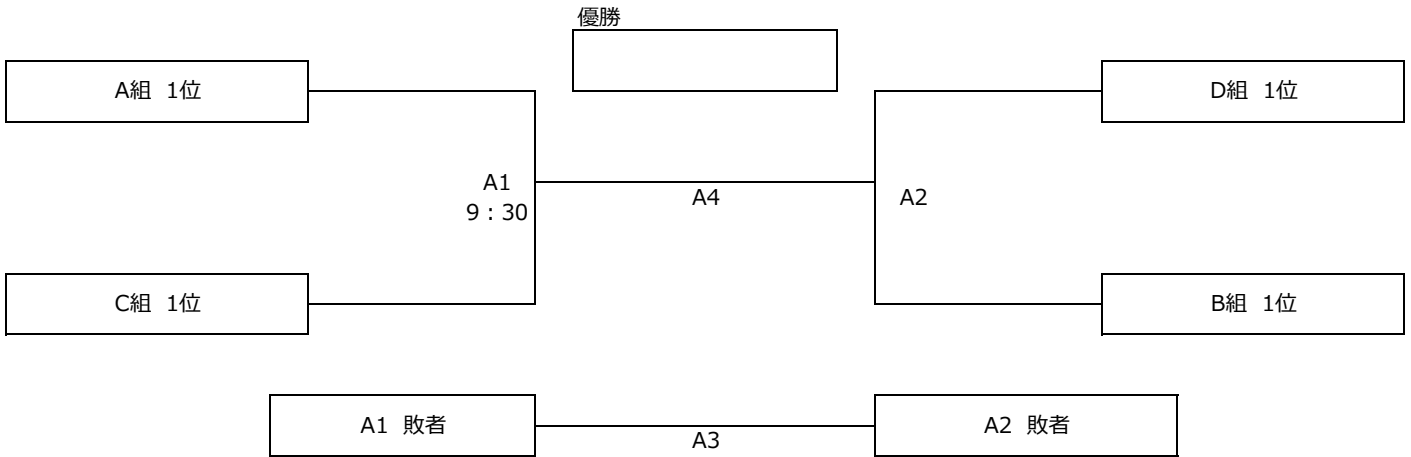 優勝
A組 1位
D組 1位
A1
9：30
A4
A2
C組 1位
B組 1位
A1 敗者
A3
A2 敗者